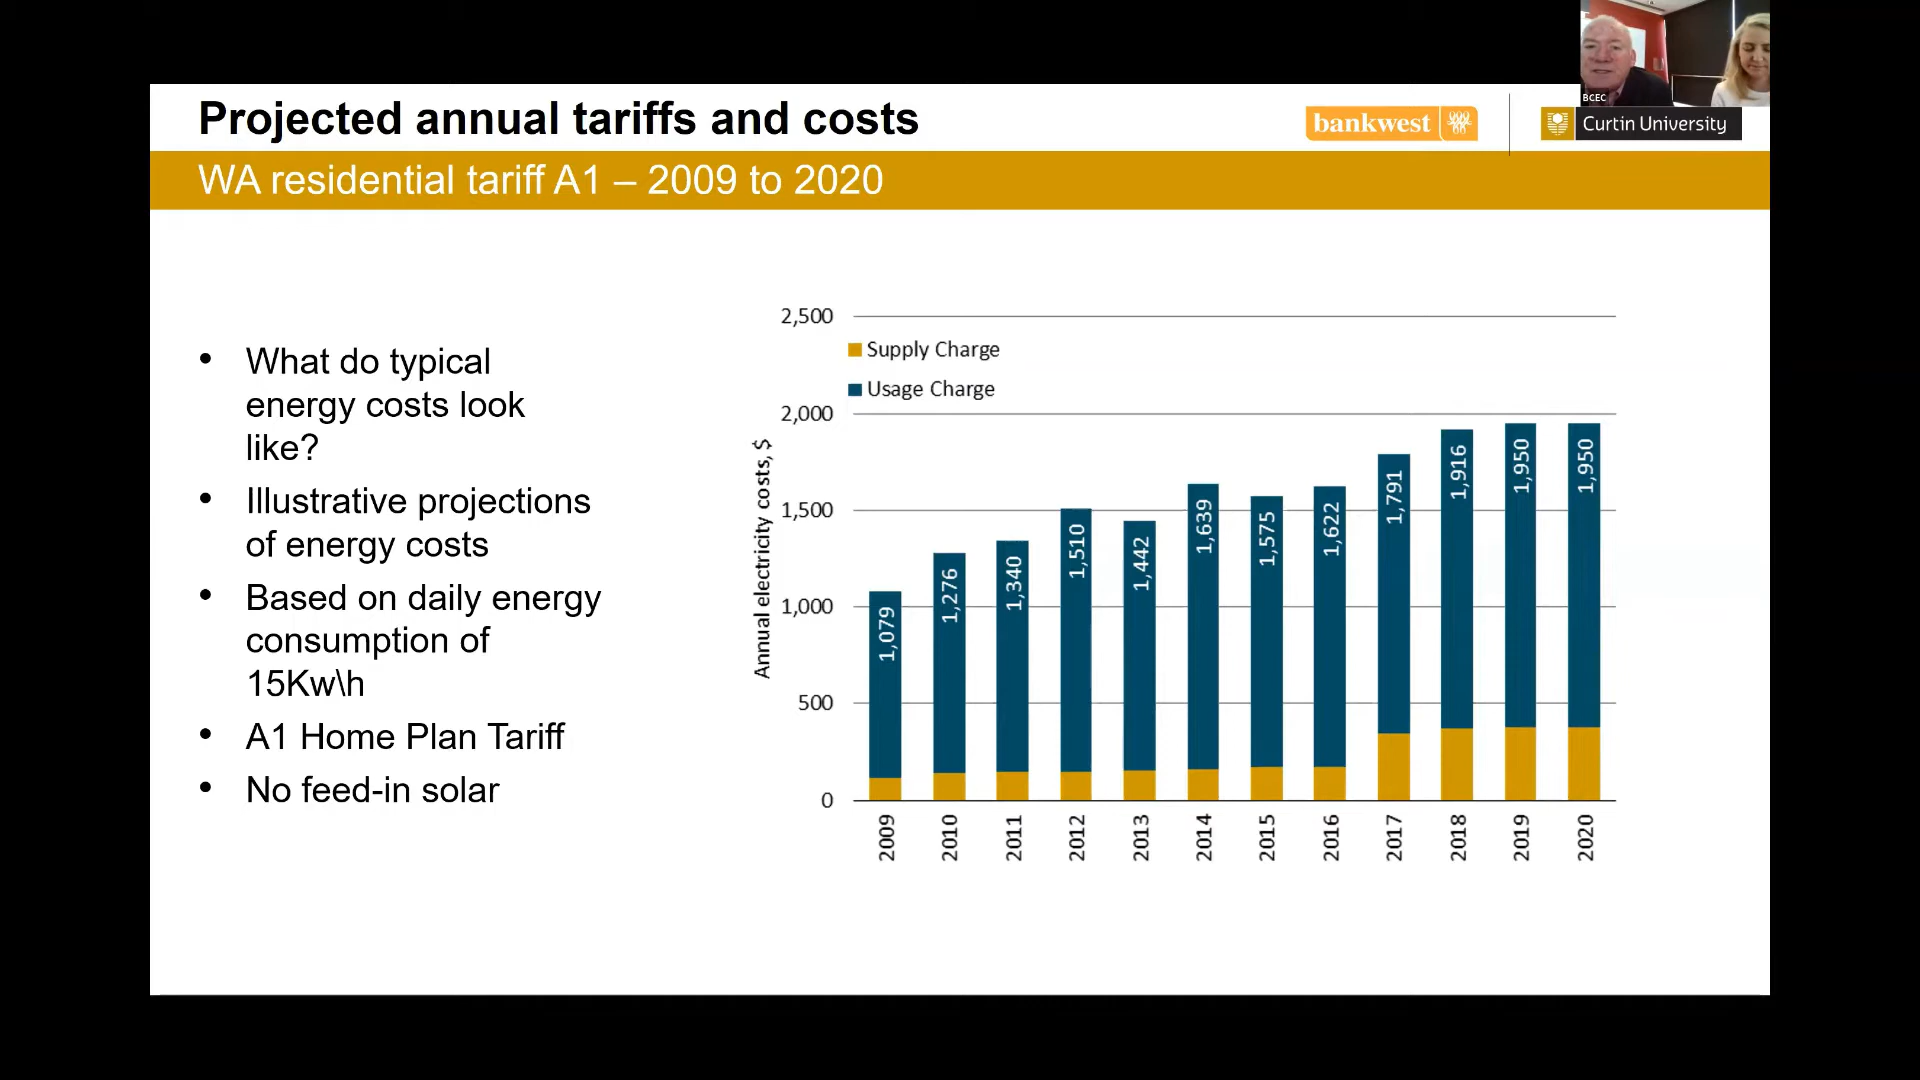 BCEC
Projected annual tariffs and costs
bankwest
Curtin University
WA residential tariff A1 – 2009 to 2020
• What do typical
energy costs look
like?
• Illustrative projections
of energy costs
• Based on daily energy
consumption of
15Kw\h
• A1 Home Plan Tariff
• No feed-in solar
Annual electricity costs, $
2,500
2,000
1,500
1,000
500
0
Supply Charge
Usage Charge
1,079
1,276
1,340
1,510
1,442
1,639
1,575
1,622
1,791
1,916
1,950
1,950
2009
2010
2011
2012
2013
2014
2015
2016
2017
2018
2019
2020